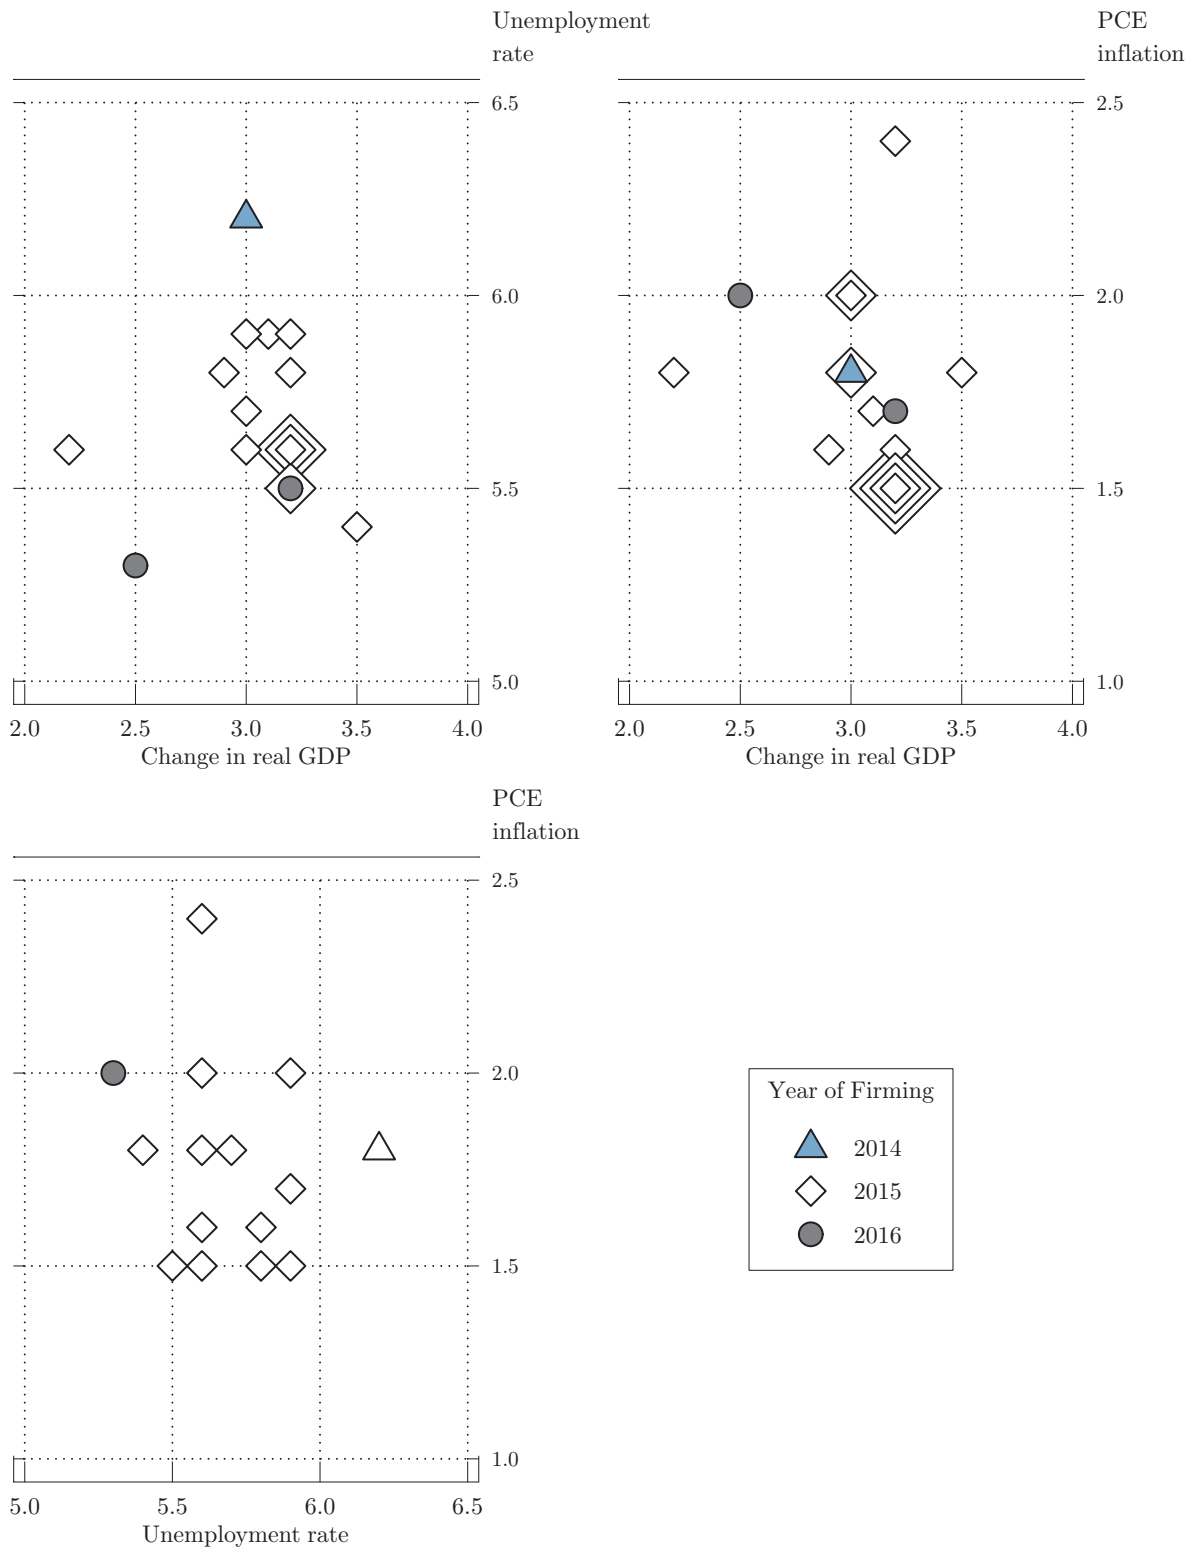 Unemployment
rate
6.5
6.0
5.5
5.0
2.0 2.5 3.0 3.5 4.0
Change in real GDP
PCE
inflation
2.5
2.0
1.5
1.0
2.0 2.5 3.0 3.5 4.0
Change in real GDP
PCE
inflation
2.5
2.0
1.5
1.0
5.0 5.5 6.0 6.5
Unemployment rate
Year of Firming
2014
2015
2016